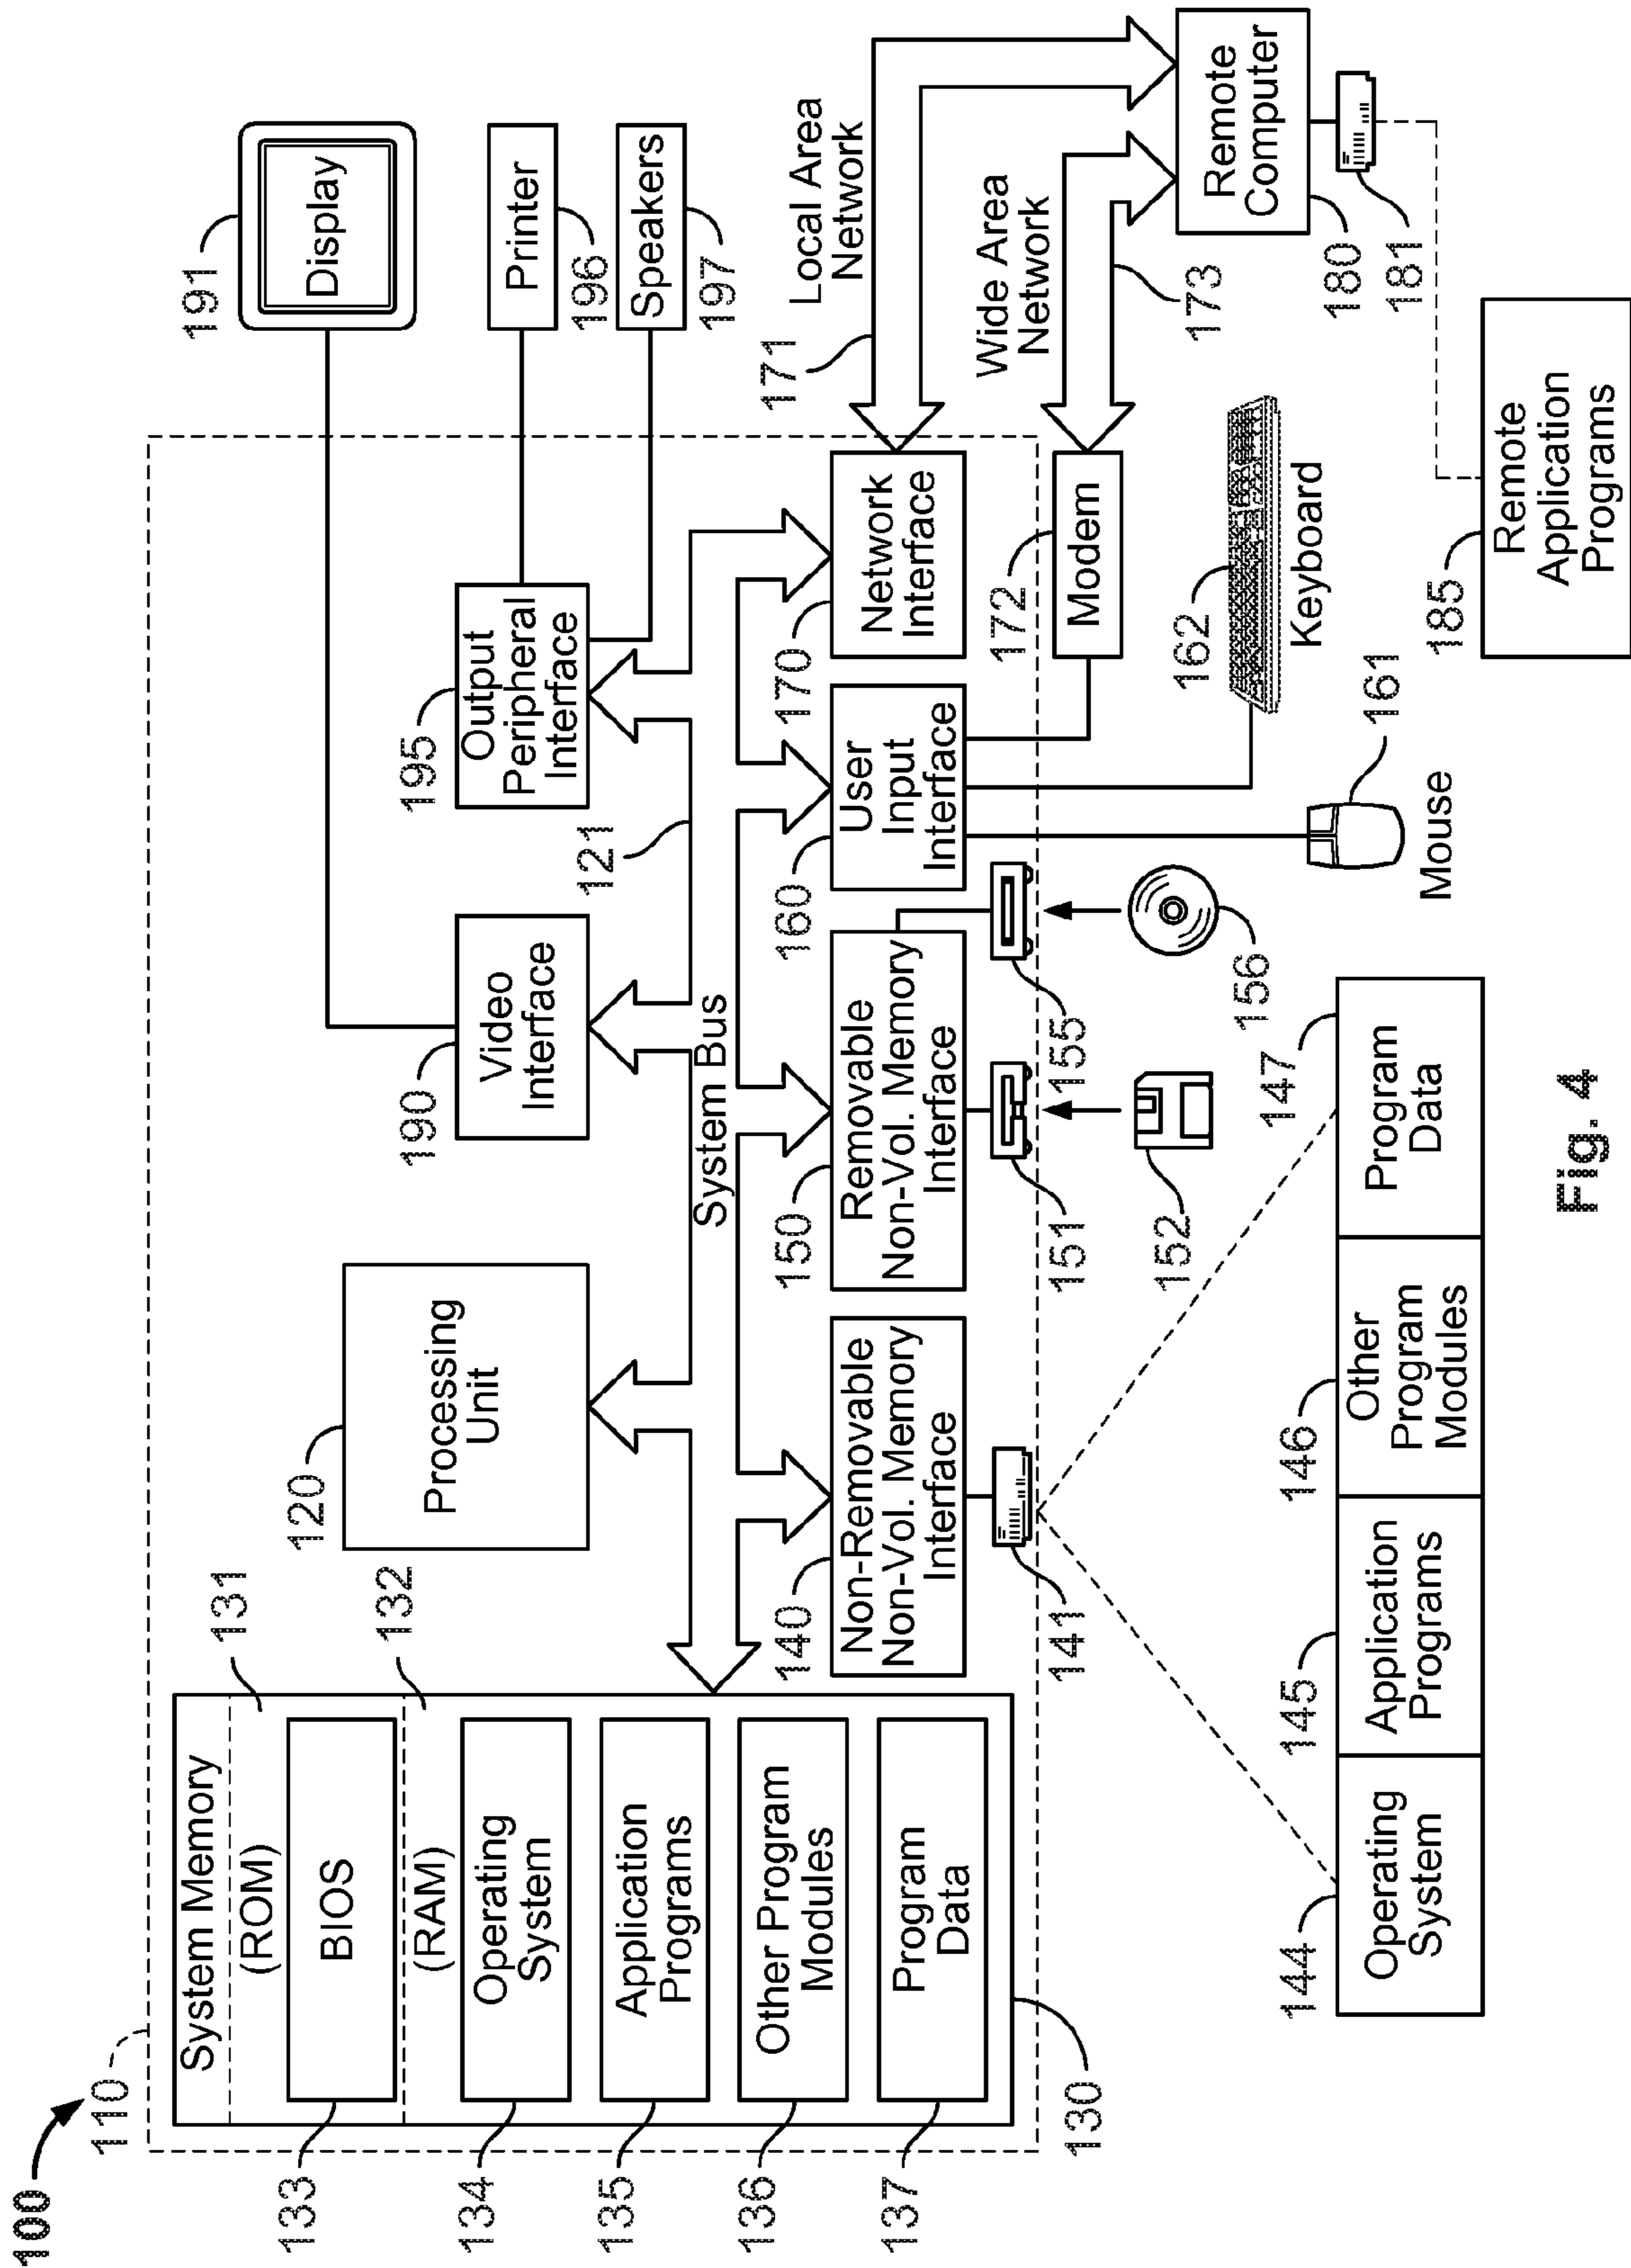 100
110
System Memory
(ROM)
131
133
BIOS
(RAM)
132
134
Operating
System
135
Application
Programs
136
Other Program
Modules
137
Program
Data
130
120
Processing
Unit
190
Video
Interface
195
Output
Peripheral
Interface
191
Display
Printer
196
Speakers
197
System Bus
121
140
Non-Removable
Non-Vol. Memory
Interface
141
150
Removable
Non-Vol. Memory
Interface
151
155
152
156
160
User
Input
Interface
170
Network
Interface
172
Modem
171
Local Area
Network
Wide Area
Network
173
Remote
Computer
180
181
162
Keyboard
161
Mouse
185
Remote
Application
Programs
144
Operating
System
145
Application
Programs
146
Other
Program
Modules
147
Program
Data
Fig. 4